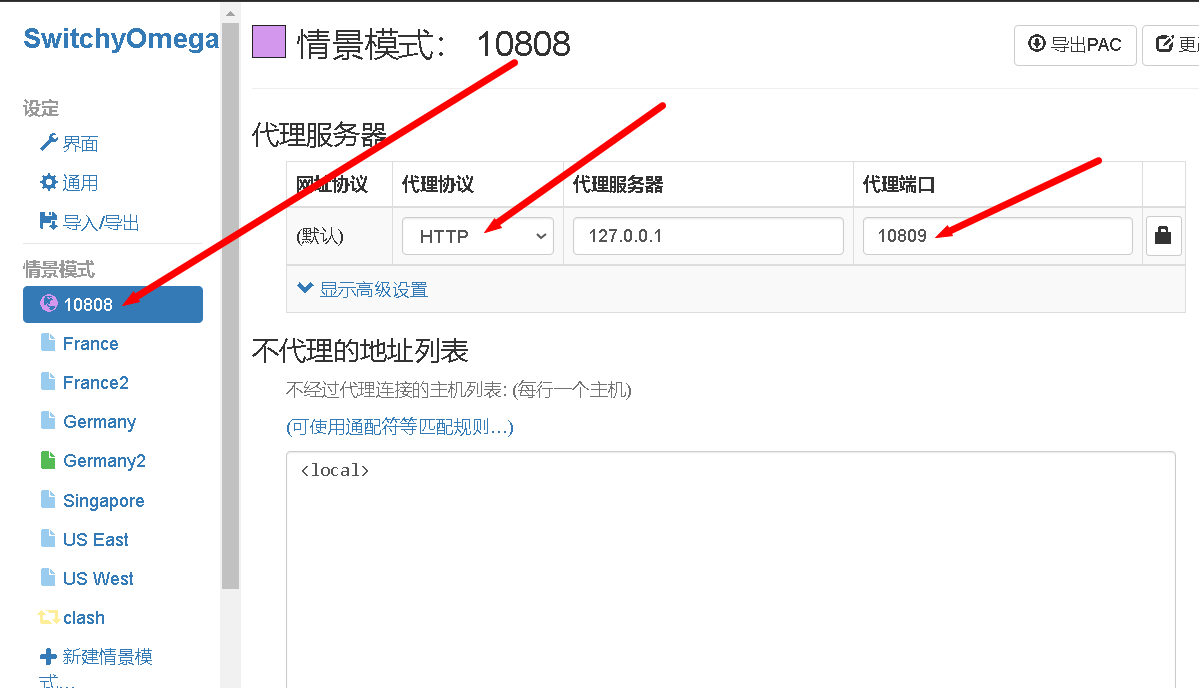 SwitchyOmega
设定
界面
通用
导入/导出
情景模式
10808
France
France2
Germany
Germany2
Singapore
US East
US West
clash
新建情景模
式...
情景模式： 10808
导出PAC
代理服务器
网址协议 代理协议 代理服务器 代理端口
(默认) HTTP 127.0.0.1 10809
显示高级设置
不代理的地址列表
不经过代理连接的主机列表: (每行一个主机)
(可使用通配符等匹配规则…)
<local>